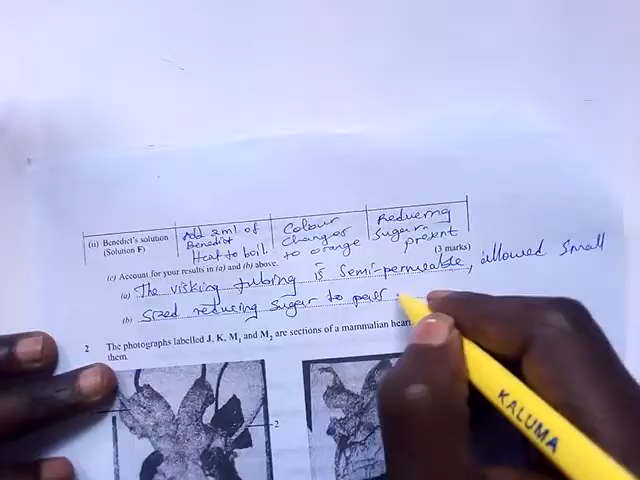 (ii) Benedict's solution (Solution F)
Add 2ml of Benedict Heat to boil.
Colour changes to orange
Reducing sugar present
(3 marks)
(c) Account for your results in (a) and (b) above.
(a) The visking tubing is semi-permeable, allowed small
(b) sized reducing sugar to pass
2 The photographs labelled J, K, M1 and M2 are sections of a mammalian heart
them.
2
KALUMA